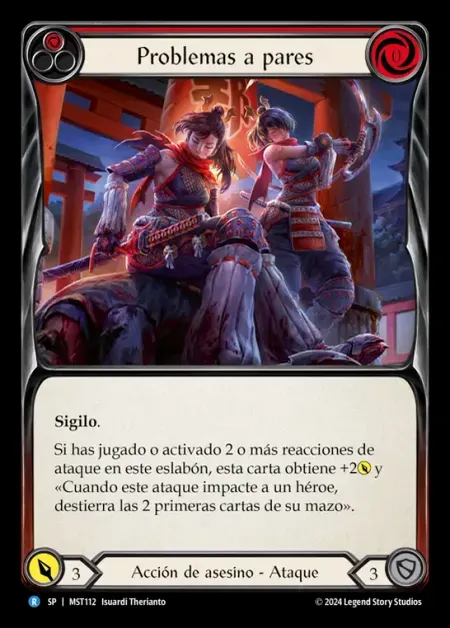 Problemas a pares
0
Sigilo.
Si has jugado o activado 2 o más reacciones de
ataque en este eslabón, esta carta obtiene +2 y
«Cuando este ataque impacte a un héroe,
destierra las 2 primeras cartas de su mazo».
3
Acción de asesino - Ataque
3
R SP | MST112 Isuardi Therianto
© 2024 Legend Story Studios